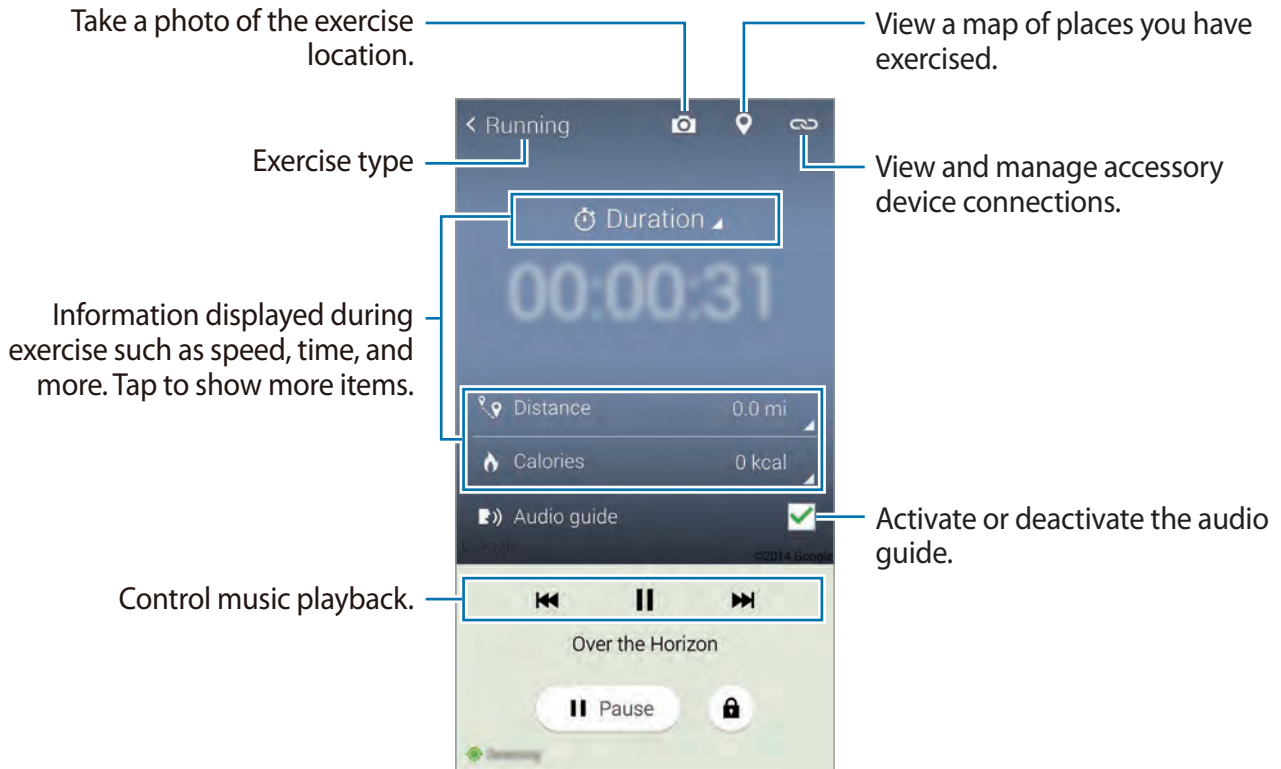 Take a photo of the exercise
location.
View a map of places you have
exercised.
< Running
Exercise type
View and manage accessory
device connections.
Duration
00:00:31
Information displayed during
exercise such as speed, time, and
more. Tap to show more items.
Distance 0.0 mi
Calories 0 kcal
Audio guide
Activate or deactivate the audio
guide.
Google
©2014 Google
Control music playback.
Over the Horizon
Pause